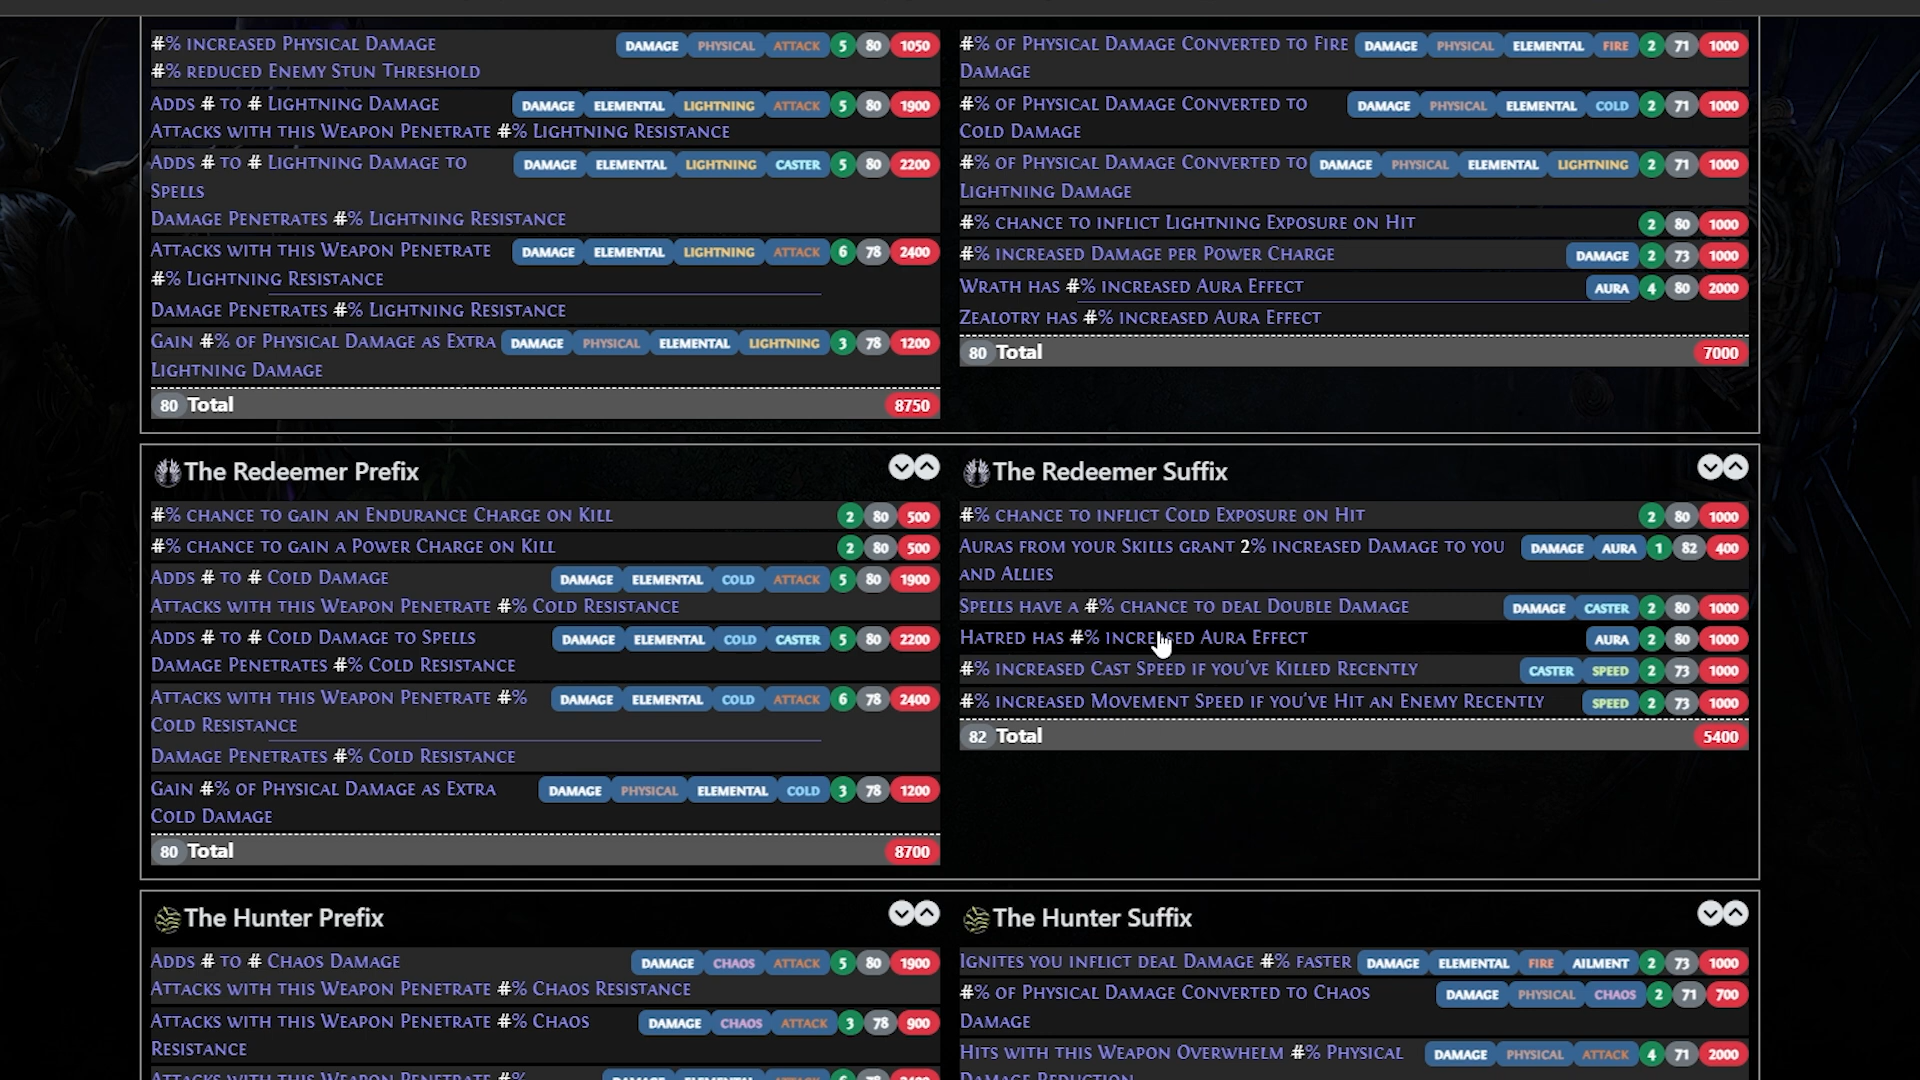 #% increased Physical Damage DAMAGE PHYSICAL ATTACK 5 80 1050
#% reduced Enemy Stun Threshold
Adds # to # Lightning Damage DAMAGE ELEMENTAL LIGHTNING ATTACK 5 80 1900
Attacks with this Weapon Penetrate #% Lightning Resistance
Adds # to # Lightning Damage to DAMAGE ELEMENTAL LIGHTNING CASTER 5 80 2200
Spells
Damage Penetrates #% Lightning Resistance
Attacks with this Weapon Penetrate DAMAGE ELEMENTAL LIGHTNING ATTACK 6 78 2400
#% Lightning Resistance
Damage Penetrates #% Lightning Resistance
Gain #% of Physical Damage as Extra DAMAGE PHYSICAL ELEMENTAL LIGHTNING 3 78 1200
Lightning Damage
80 Total 8750
#% of Physical Damage Converted to Fire DAMAGE PHYSICAL ELEMENTAL FIRE 2 71 1000
Damage
#% of Physical Damage Converted to DAMAGE PHYSICAL ELEMENTAL COLD 2 71 1000
Cold Damage
#% of Physical Damage Converted to DAMAGE PHYSICAL ELEMENTAL LIGHTNING 2 71 1000
Lightning Damage
#% chance to inflict Lightning Exposure on Hit 2 80 1000
#% increased Damage per Power Charge DAMAGE 2 73 1000
Wrath has #% increased Aura Effect AURA 4 80 2000
Zealotry has #% increased Aura Effect
80 Total 7000
The Redeemer Prefix
#% chance to gain an Endurance Charge on Kill 2 80 500
#% chance to gain a Power Charge on Kill 2 80 500
Adds # to # Cold Damage DAMAGE ELEMENTAL COLD ATTACK 5 80 1900
Attacks with this Weapon Penetrate #% Cold Resistance
Adds # to # Cold Damage to Spells DAMAGE ELEMENTAL COLD CASTER 5 80 2200
Damage Penetrates #% Cold Resistance
Attacks with this Weapon Penetrate #% DAMAGE ELEMENTAL COLD ATTACK 6 78 2400
Cold Resistance
Damage Penetrates #% Cold Resistance
Gain #% of Physical Damage as Extra DAMAGE PHYSICAL ELEMENTAL COLD 3 78 1200
Cold Damage
80 Total 8700
The Redeemer Suffix
#% chance to inflict Cold Exposure on Hit 2 80 1000
Auras from your Skills grant 2% increased Damage to you DAMAGE AURA 1 82 400
and Allies
Spells have a #% chance to deal Double Damage DAMAGE CASTER 2 80 1000
Hatred has #% increased Aura Effect AURA 2 80 1000
#% increased Cast Speed if you've Killed Recently CASTER SPEED 2 73 1000
#% increased Movement Speed if you've Hit an Enemy Recently SPEED 2 73 1000
82 Total 5400
The Hunter Prefix
Adds # to # Chaos Damage DAMAGE CHAOS ATTACK 5 80 1900
Attacks with this Weapon Penetrate #% Chaos Resistance
Attacks with this Weapon Penetrate #% Chaos DAMAGE CHAOS ATTACK 3 78 900
Resistance
Attacks with this Weapon Penetrate #% DAMAGE ELEMENTAL
The Hunter Suffix
Ignites you inflict deal Damage #% faster DAMAGE ELEMENTAL FIRE AILMENT 2 73 1000
#% of Physical Damage Converted to Chaos DAMAGE PHYSICAL CHAOS 2 71 700
Damage
Hits with this Weapon Overwhelm #% Physical DAMAGE PHYSICAL ATTACK 4 71 2000
Damage Reduction